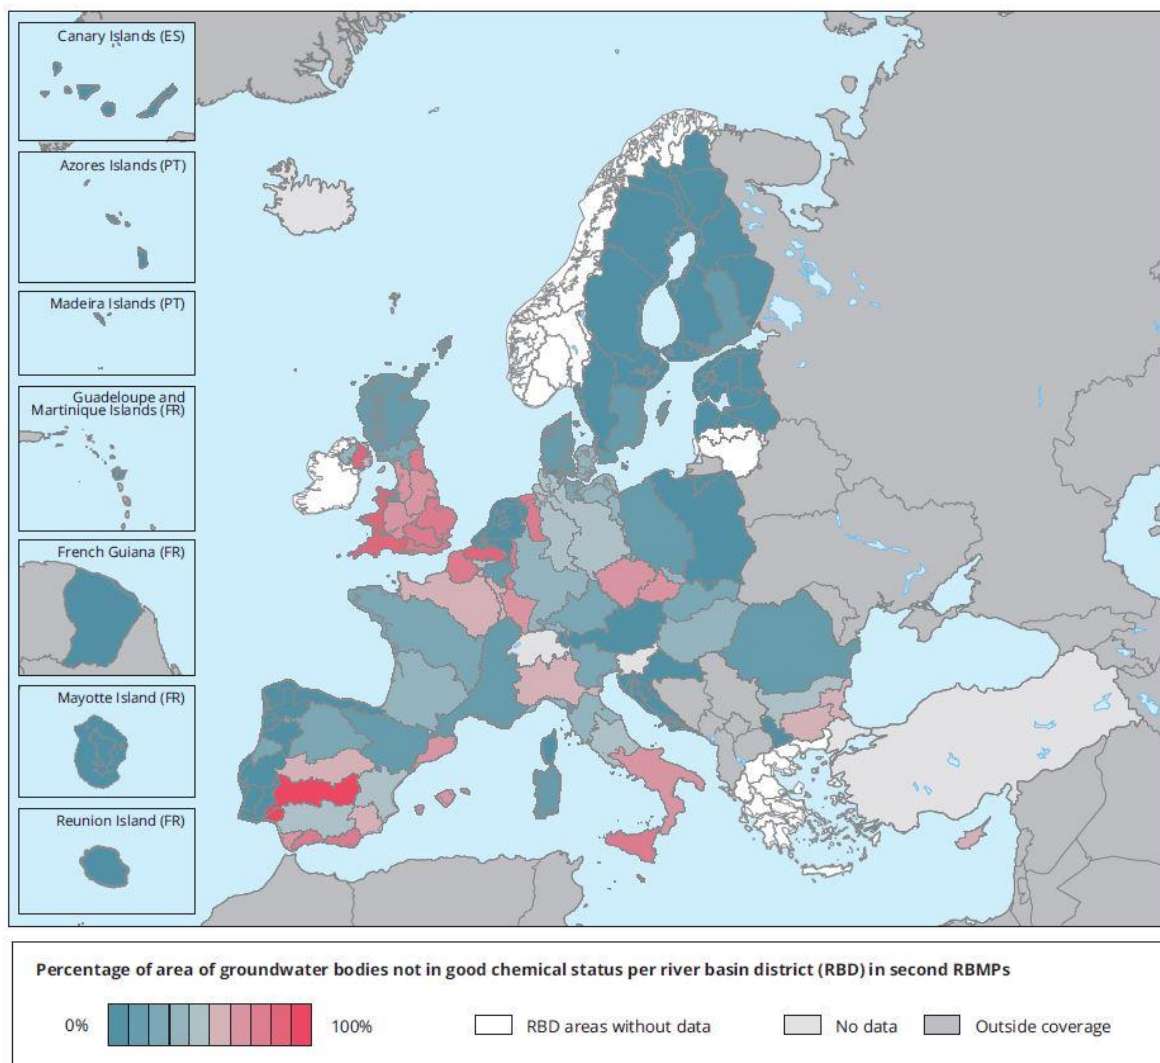 Canary Islands (ES)
Azores Islands (PT)
Madeira Islands (PT)
Guadeloupe and
Martinique Islands (FR)
French Guiana (FR)
Mayotte Island (FR)
Reunion Island (FR)
Percentage of area of groundwater bodies not in good chemical status per river basin district (RBD) in second RBMPs
0%
100%
RBD areas without data
No data
Outside coverage